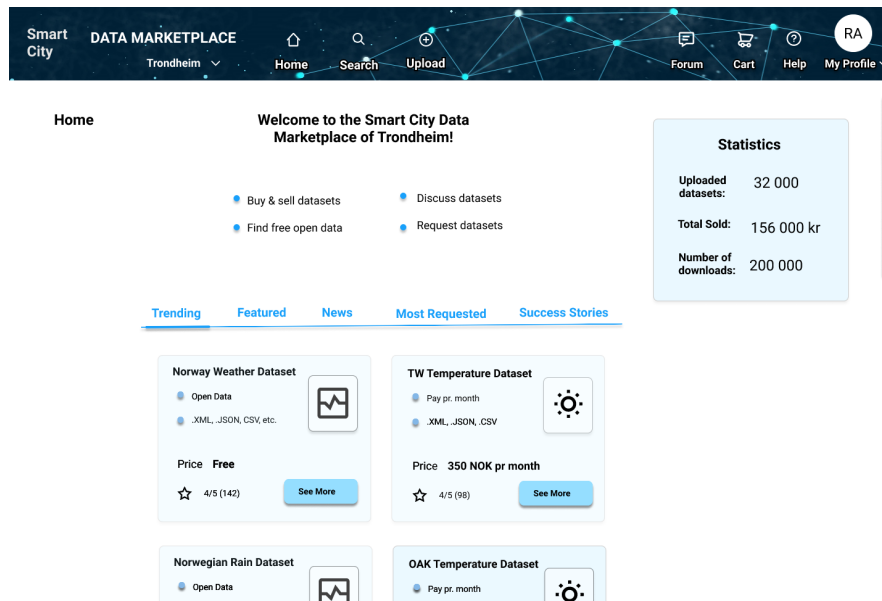 Smart
City
DATA MARKETPLACE
Trondheim
Home
Search
Upload
Forum
Cart
Help
RA
My Profile
Home
Welcome to the Smart City Data
Marketplace of Trondheim!
Buy & sell datasets
Find free open data
Discuss datasets
Request datasets
Statistics
Uploaded
datasets:
32 000
Total Sold:
156 000 kr
Number of
downloads:
200 000
Trending
Featured
News
Most Requested
Success Stories
Norway Weather Dataset
Open Data
.XML, .JSON, CSV, etc.
Price Free
4/5 (142)
See More
TW Temperature Dataset
Pay pr. month
.XML, .JSON, .CSV
Price 350 NOK pr month
4/5 (98)
See More
Norwegian Rain Dataset
Open Data
OAK Temperature Dataset
Pay pr. month